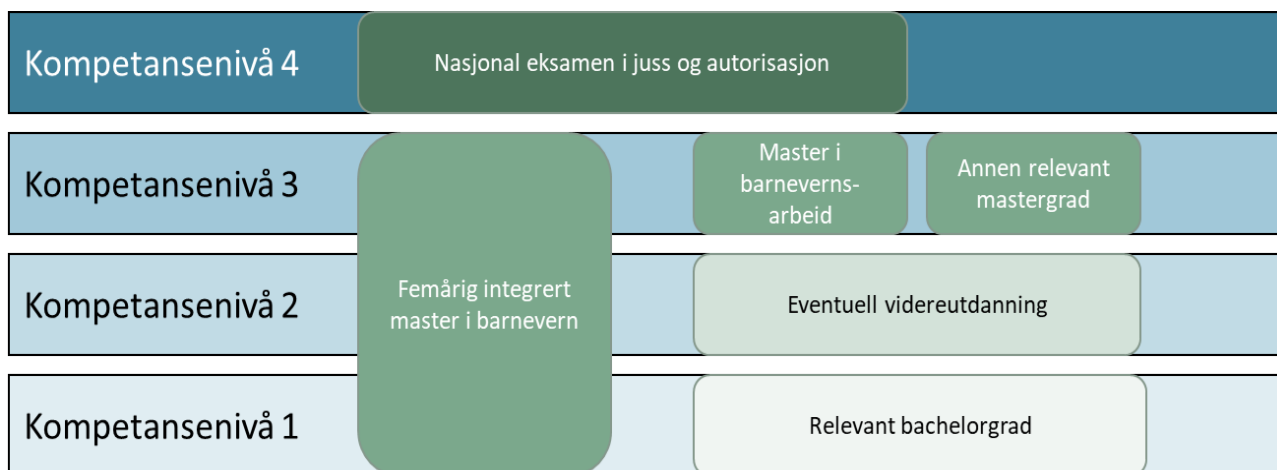 Kompetansenivå 4
Nasjonal eksamen i juss og autorisasjon
Kompetansenivå 3
Master i
barneverns-
arbeid
Annen relevant
mastergrad
Femårig integrert
master i barnevern
Kompetansenivå 2
Eventuell videreutdanning
Kompetansenivå 1
Relevant bachelorgrad